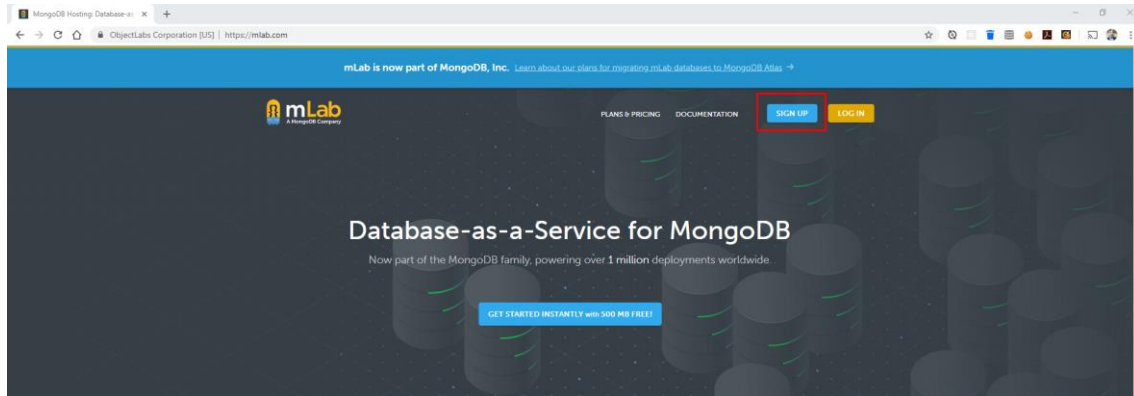 MongoDB Hosting: Database-as
ObjectLabs Corporation [US] | https://mlab.com
mLab is now part of MongoDB, Inc. Learn about our plans for migrating mLab databases to MongoDB Atlas →
mLab
A MongoDB Company
PLANS & PRICING DOCUMENTATION SIGN UP LOG IN
Database-as-a-Service for MongoDB
Now part of the MongoDB family, powering over 1 million deployments worldwide.
GET STARTED INSTANTLY with 500 MB FREE!